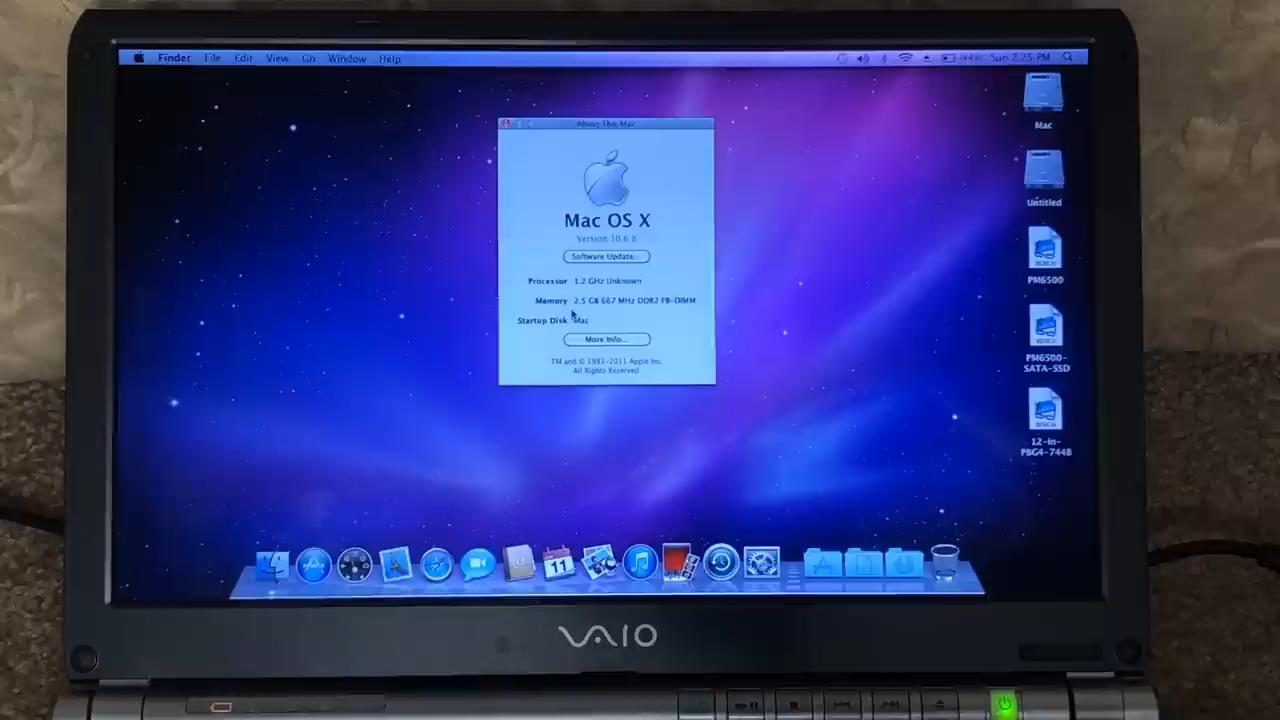 Finder File Edit View Go Window Help
Sun 7:25 PM
About This Mac
Mac OS X
Version 10.6.8
Software Update...
Processor 1.2 GHz Unknown
Memory 2.5 GB 667 MHz DDR2 FB-DIMM
Startup Disk Mac
More Info...
TM and © 1983-2011 Apple Inc.
All Rights Reserved.
Mac
Untitled
PM6500
PM6500-
SATA-SSD
12-in-
PBG4-7448
11
VAIO